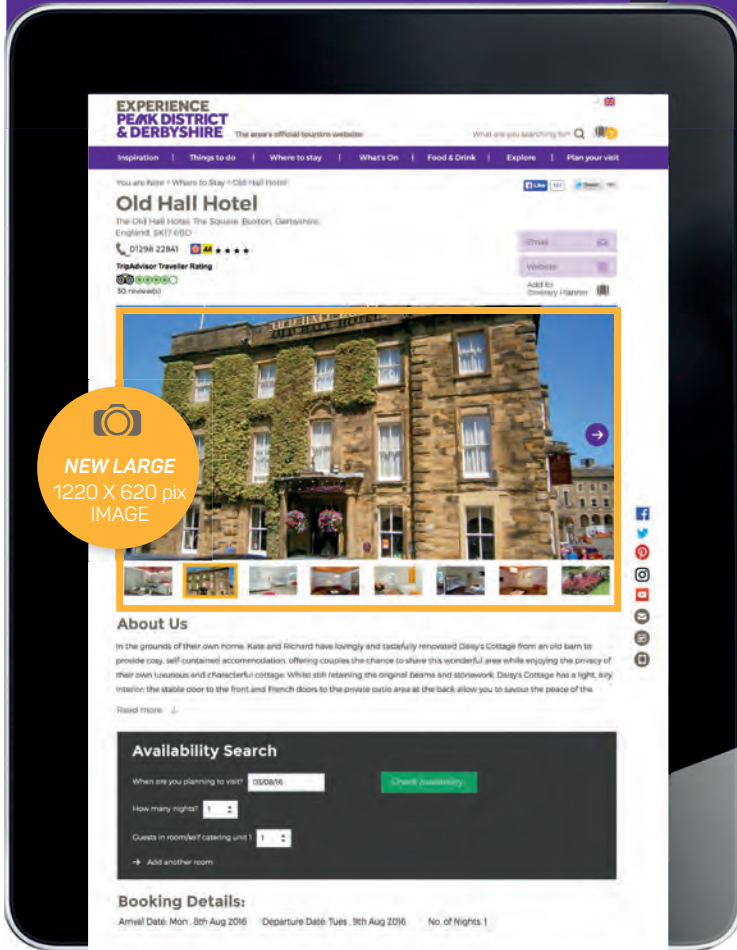 EXPERIENCE
PEAK DISTRICT
& DERBYSHIRE
The area's official tourism website
What are you searching for?
Inspiration | Things to do | Where to stay | What's On | Food & Drink | Explore | Plan your visit
You are here > Where to Stay > Old Hall Hotel
Like
Tweet
Old Hall Hotel
The Old Hall Hotel, The Square, Buxton, Derbyshire,
England, SK17 6BD
01298 22841
AA
Email
TripAdvisor Traveller Rating
Website
50 review(s)
Add to
Itinerary Planner
OLD HALL HOTEL
NEW LARGE
1220 X 620 pix
IMAGE
About Us
In the grounds of their own home, Kate and Richard have lovingly and tastefully renovated Daisy's Cottage from an old barn to
provide cosy, self-contained accommodation, offering couples the chance to share this wonderful area while enjoying the privacy of
their own luxurious and characterful cottage. Whilst still retaining the original beams and stonework, Daisy's Cottage has a light, airy
interior, the stable door to the front and French doors to the private patio area at the back allow you to savour the peace of the
Read more
Availability Search
When are you planning to visit? 05/08/16
Check Availability
How many nights? 1
Guests in room/self catering unit 1 1
Add another room
Booking Details:
Arrival Date: Mon , 8th Aug 2016 Departure Date: Tues , 9th Aug 2016 No. of Nights: 1